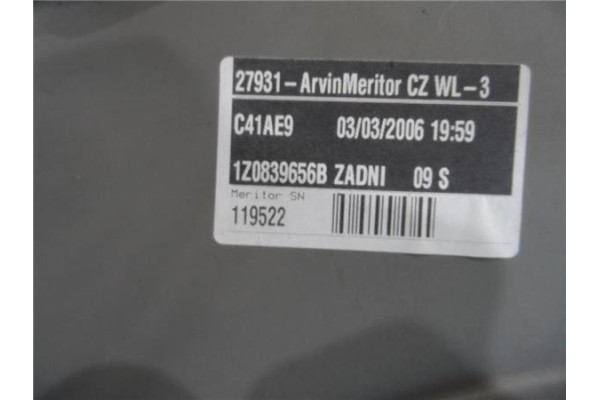 27931-ArvinMeritor CZ WL-3
C41AE9 03/03/2006 19:59
1Z0839656B ZADNI 09 S
Meritor SN
119522